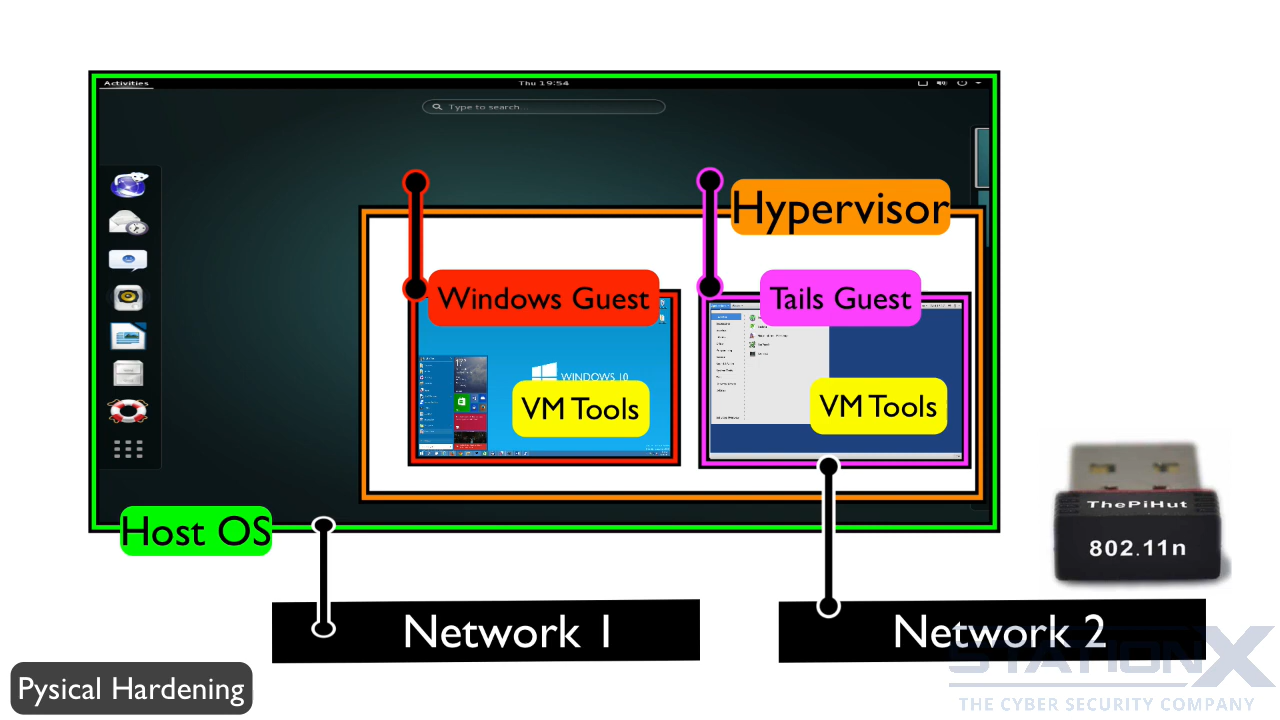 Activities
Thu 19:54
Type to search...
Hypervisor
Windows Guest
Tails Guest
WINDOWS 10
VM Tools
VM Tools
ThePiHut
802.11n
Host OS
Network 1
Network 2
Pysical Hardening
STATIONX
THE CYBER SECURITY COMPANY